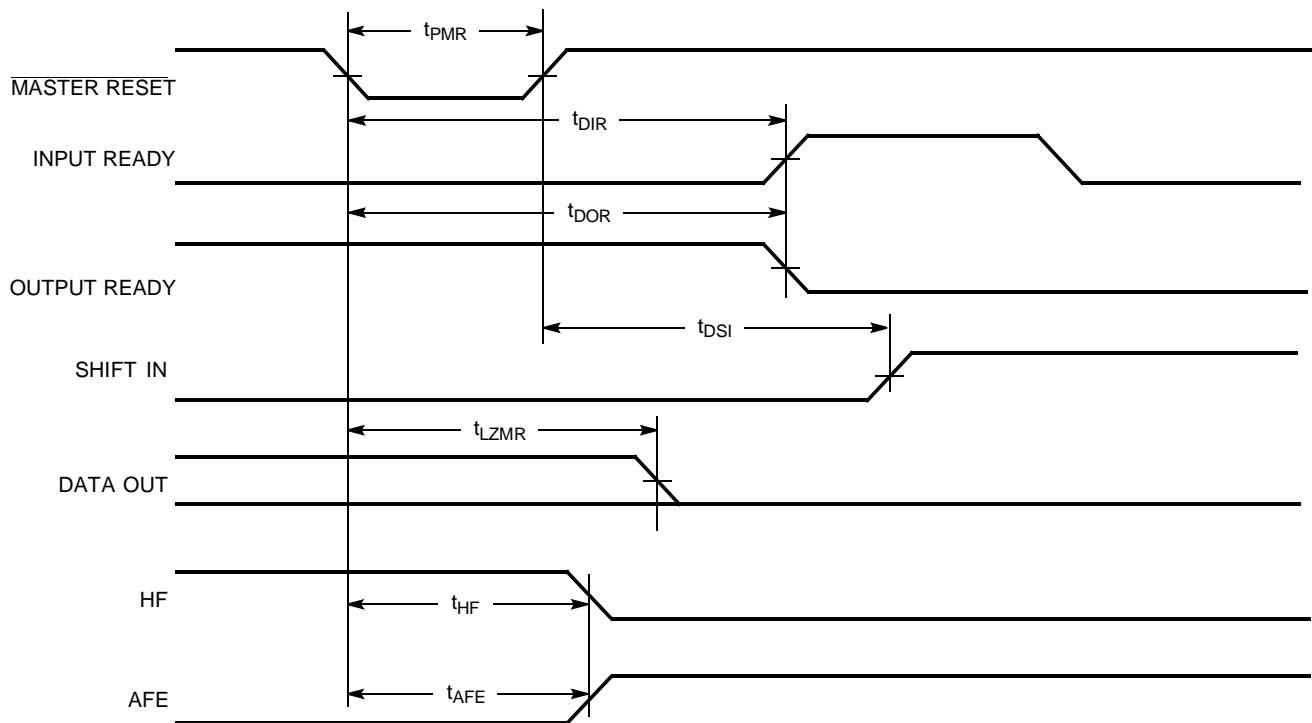 tPMR
MASTER RESET
tDIR
INPUT READY
tDOR
OUTPUT READY
tDSI
SHIFT IN
tLZMR
DATA OUT
HF
tHF
AFE
tAFE